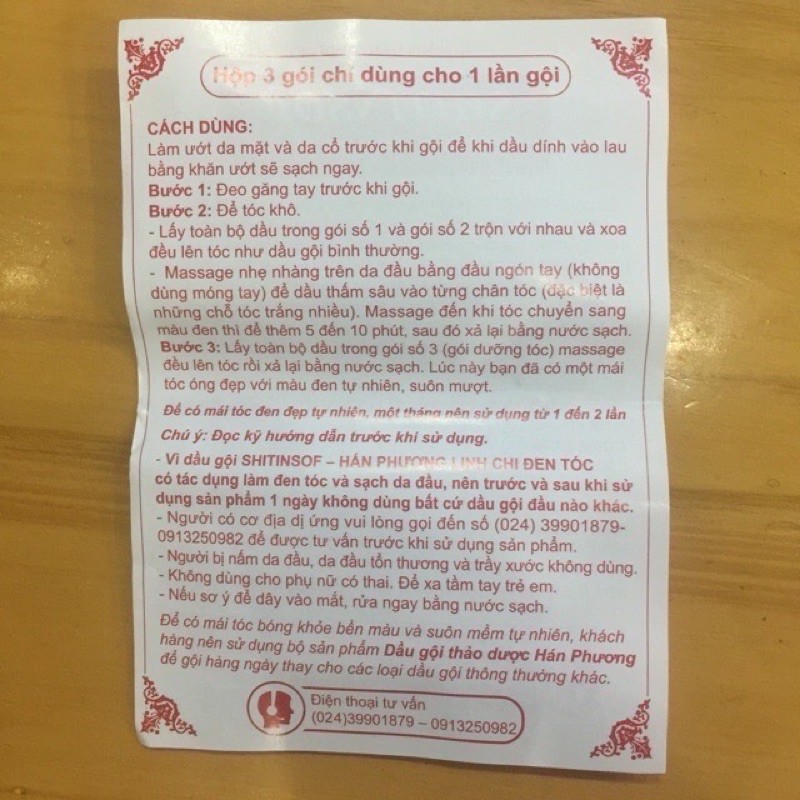 Hộp 3 gói chỉ dùng cho 1 lần gội
CÁCH DÙNG:
Làm ướt da mặt và da cổ trước khi gội để khi dầu dính vào lau
bằng khăn ướt sẽ sạch ngay.
Bước 1: Đeo găng tay trước khi gội.
Bước 2: Để tóc khô.
- Lấy toàn bộ dầu trong gói số 1 và gói số 2 trộn với nhau và xoa
đều lên tóc như dầu gội bình thường.
- Massage nhẹ nhàng trên da đầu bằng đầu ngón tay (không
dùng móng tay) để dầu thấm sâu vào từng chân tóc (đặc biệt là
những chỗ tóc trắng nhiều). Massage đến khi tóc chuyển sang
màu đen thì để thêm 5 đến 10 phút, sau đó xả lại bằng nước sạch.
Bước 3: Lấy toàn bộ dầu trong gói số 3 (gói dưỡng tóc) massage
đều lên tóc rồi xả lại bằng nước sạch. Lúc này bạn đã có một mái
tóc óng đẹp với màu đen tự nhiên, suôn mượt.
Để có mái tóc đen đẹp tự nhiên, một tháng nên sử dụng từ 1 đến 2 lần
Chú ý: Đọc kỹ hướng dẫn trước khi sử dụng.
- Vì dầu gội SHITINSOF – HÁN PHƯƠNG LINH CHI ĐEN TÓC
có tác dụng làm đen tóc và sạch da đầu, nên trước và sau khi sử
dụng sản phẩm 1 ngày không dùng bất cứ dầu gội đầu nào khác.
- Người có cơ địa dị ứng vui lòng gọi đến số (024) 39901879-
0913250982 để được tư vấn trước khi sử dụng sản phẩm.
- Người bị nấm da đầu, da đầu tổn thương và trầy xước không dùng.
- Không dùng cho phụ nữ có thai. Để xa tầm tay trẻ em.
- Nếu sơ ý để dây vào mắt, rửa ngay bằng nước sạch.
Để có mái tóc bóng khỏe bền màu và suôn mềm tự nhiên, khách
hàng nên sử dụng bộ sản phẩm Dầu gội thảo dược Hán Phương
để gội hàng ngày thay cho các loại dầu gội thông thường khác.
Điện thoại tư vấn
(024)39901879 – 0913250982